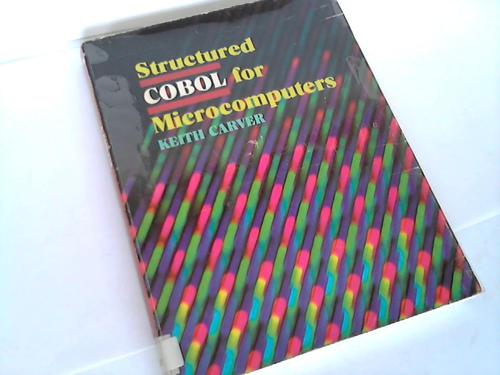 Structured
COBOL for
Microcomputers
KEITH CARVER